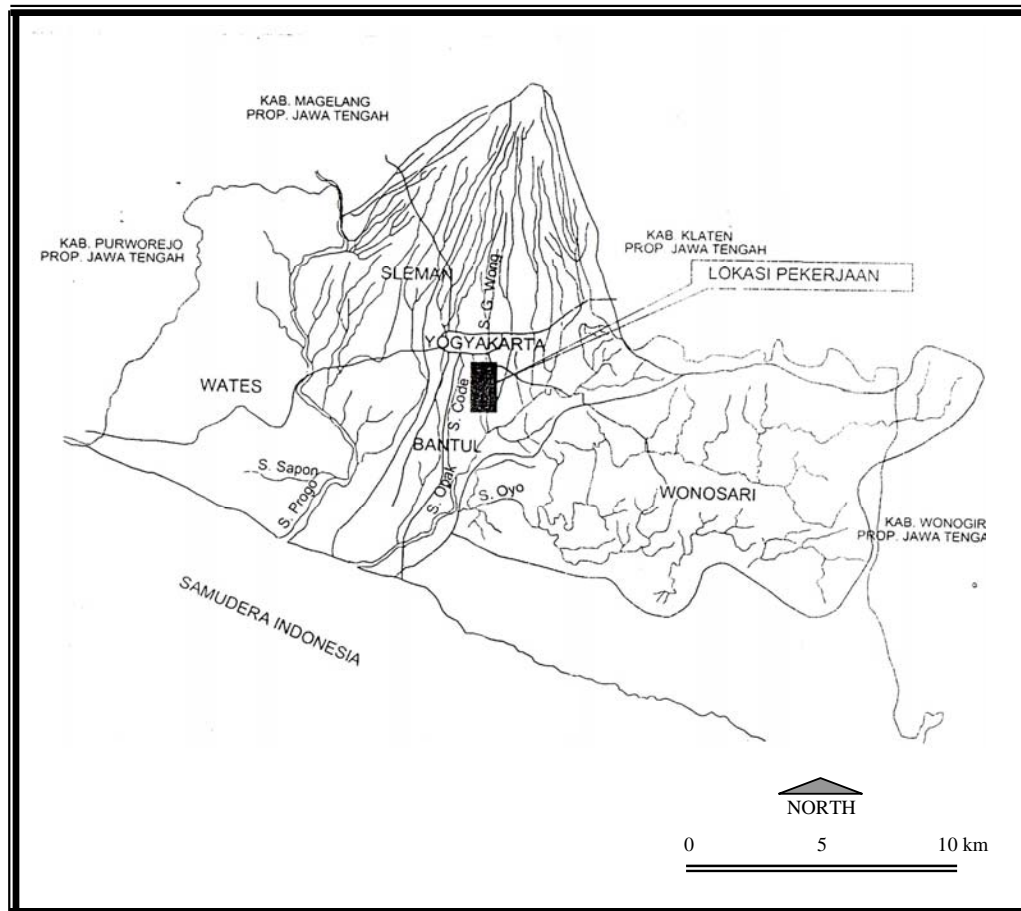 KAB. MAGELANG
PROP. JAWA TENGAH
KAB. PURWOREJO
PROP. JAWA TENGAH
KAB. KLATEN
PROP. JAWA TENGAH
LOKASI PEKERJAAN
SLEMAN
S. G. Wong
YOGYAKARTA
WATES
S. Code
BANTUL
S. Sapon
S. Progo
S. Opak
S. Oyo
WONOSARI
KAB. WONOGIR
PROP. JAWA TENGA
SAMUDERA INDONESIA
NORTH
0 5 10 km